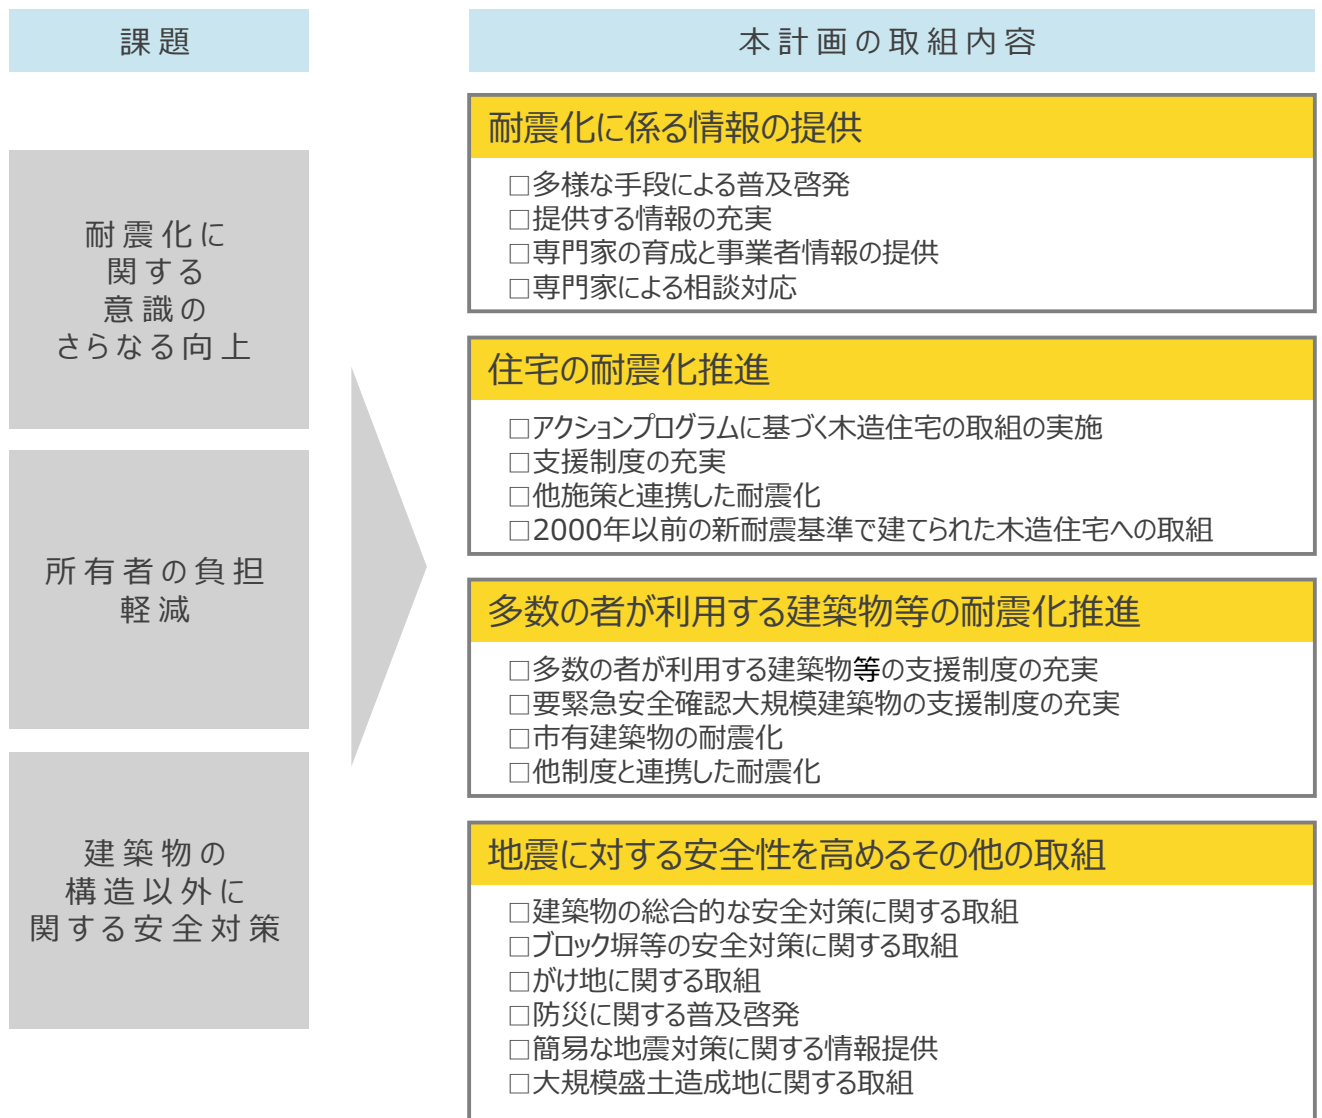 課題
耐震化に
関する
意識の
さらなる向上
所有者の負担
軽減
建築物の
構造以外に
関する安全対策
本計画の取組内容
耐震化に係る情報の提供
□多様な手段による普及啓発
□提供する情報の充実
□専門家の育成と事業者情報の提供
□専門家による相談対応
住宅の耐震化推進
□アクションプログラムに基づく木造住宅の取組の実施
□支援制度の充実
□他施策と連携した耐震化
□2000年以前の新耐震基準で建てられた木造住宅への取組
多数の者が利用する建築物等の耐震化推進
□多数の者が利用する建築物等の支援制度の充実
□要緊急安全確認大規模建築物の支援制度の充実
□市有建築物の耐震化
□他制度と連携した耐震化
地震に対する安全性を高めるその他の取組
□建築物の総合的な安全対策に関する取組
□ブロック塀等の安全対策に関する取組
□がけ地に関する取組
□防災に関する普及啓発
□簡易な地震対策に関する情報提供
□大規模盛土造成地に関する取組